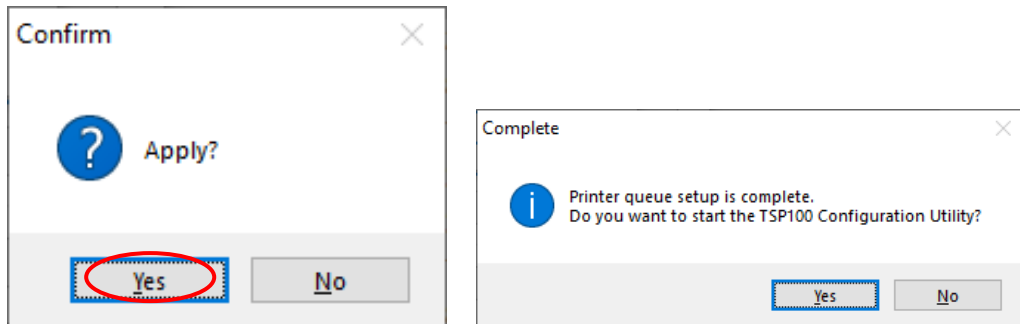 Confirm
Apply?
Yes
No
Complete
Printer queue setup is complete.
Do you want to start the TSP100 Configuration Utility?
Yes
No